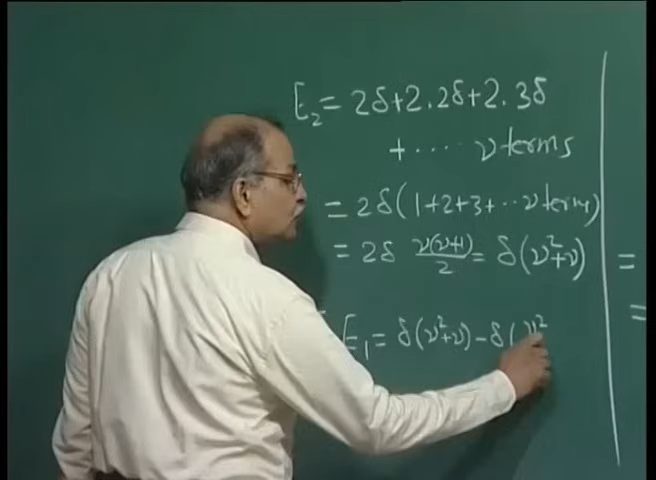 E₂ = 2δ+2.2δ+2.3δ
+ .... ν terms
= 2δ(1+2+3+..ν terms)
= 2δ ν(ν+1)/2 = δ(ν²+ν)
E₁ = δ(ν²+ν) - δ(ν²
=
=